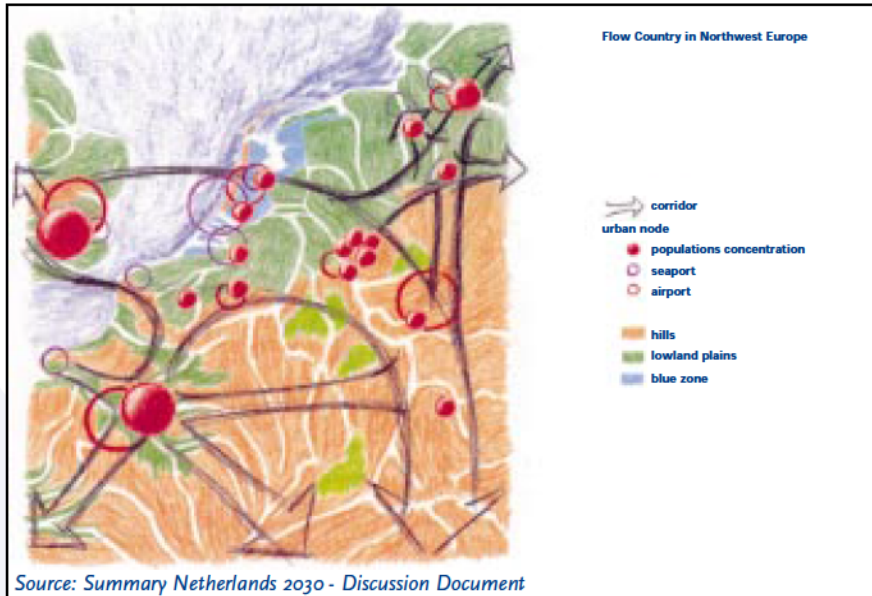 Flow Country in Northwest Europe
corridor
urban node
populations concentration
seaport
airport
hills
lowland plains
blue zone
Source: Summary Netherlands 2030 - Discussion Document